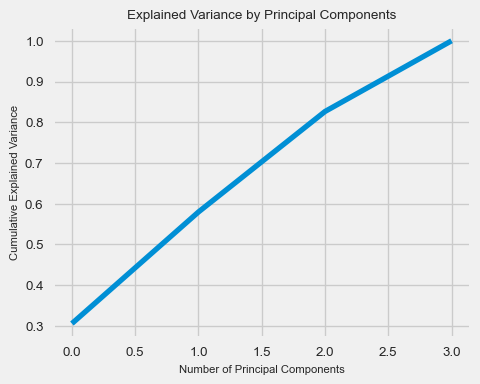 Explained Variance by Principal Components
Cumulative Explained Variance
1.0
0.9
0.8
0.7
0.6
0.5
0.4
0.3
0.0 0.5 1.0 1.5 2.0 2.5 3.0
Number of Principal Components